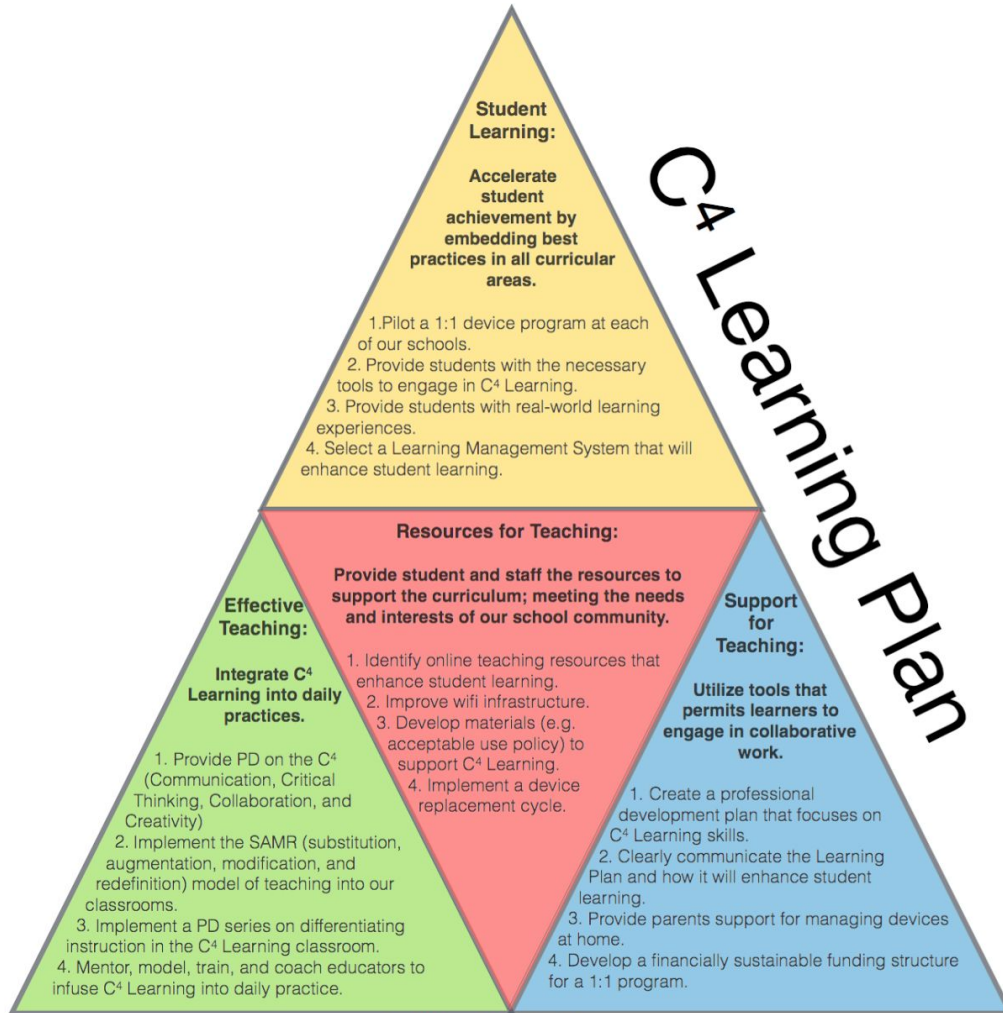 C⁴ Learning Plan
Student
Learning:
Accelerate
student
achievement by
embedding best
practices in all curricular
areas.
1.Pilot a 1:1 device program at each
of our schools.
2. Provide students with the necessary
tools to engage in C⁴ Learning.
3. Provide students with real-world learning
experiences.
4. Select a Learning Management System that will
enhance student learning.
Effective
Teaching:
Integrate C⁴
Learning into daily
practices.
1. Provide PD on the C⁴
(Communication, Critical
Thinking, Collaboration, and
Creativity)
2. Implement the SAMR (substitution,
augmentation, modification, and
redefinition) model of teaching into our
classrooms.
3. Implement a PD series on differentiating
instruction in the C⁴ Learning classroom.
4. Mentor, model, train, and coach educators to
infuse C⁴ Learning into daily practice.
Resources for Teaching:
Provide student and staff the resources to
support the curriculum; meeting the needs
and interests of our school community.
1. Identify online teaching resources that
enhance student learning.
2. Improve wifi infrastructure.
3. Develop materials (e.g.
acceptable use policy) to
support C⁴ Learning.
4. Implement a device
replacement cycle.
Support
for
Teaching:
Utilize tools that
permits learners to
engage in collaborative
work.
1. Create a professional
development plan that focuses on
C⁴ Learning skills.
2. Clearly communicate the Learning
Plan and how it will enhance student
learning.
3. Provide parents support for managing devices
at home.
4. Develop a financially sustainable funding structure
for a 1:1 program.